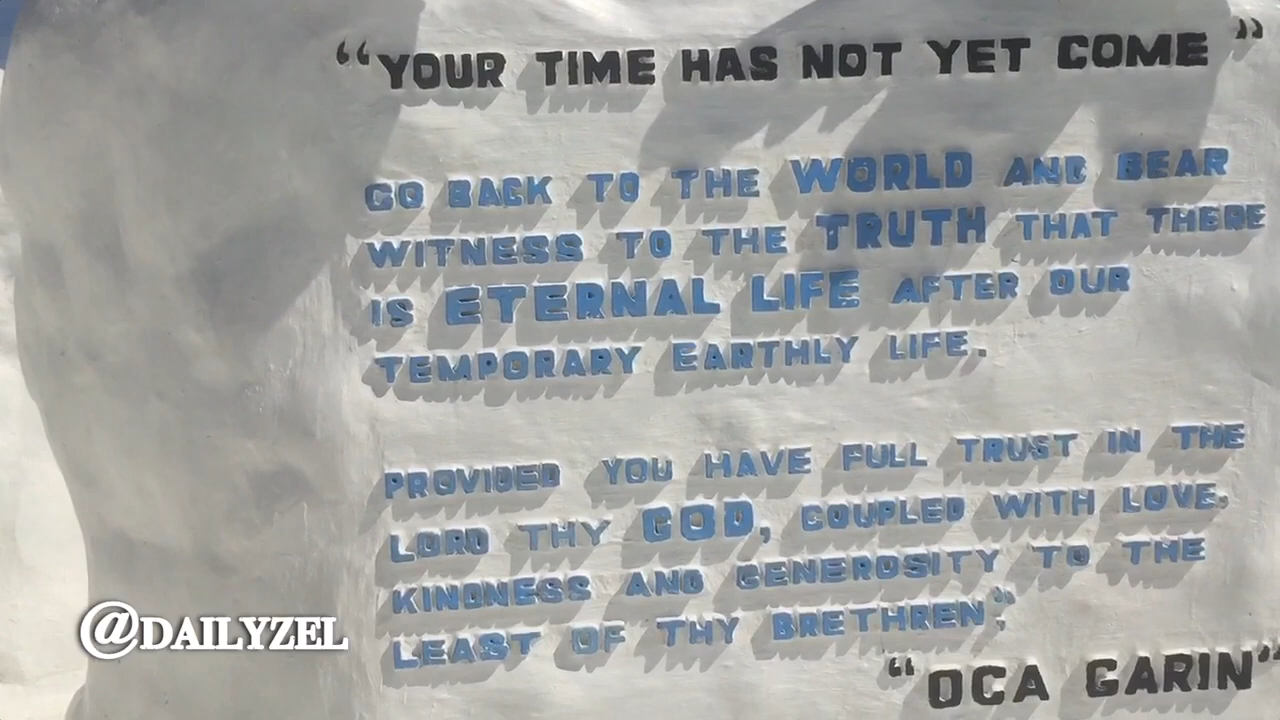 “YOUR TIME HAS NOT YET COME”
GO BACK TO THE WORLD AND BEAR
WITNESS TO THE TRUTH THAT THERE
IS ETERNAL LIFE AFTER OUR
TEMPORARY EARTHLY LIFE.
PROVIDED YOU HAVE FULL TRUST IN THE
LORD THY GOD, COUPLED WITH LOVE,
KINDNESS AND GENEROSITY TO THE
LEAST OF THY BRETHREN”.
“OCA GARIN“
@DAILYZEL